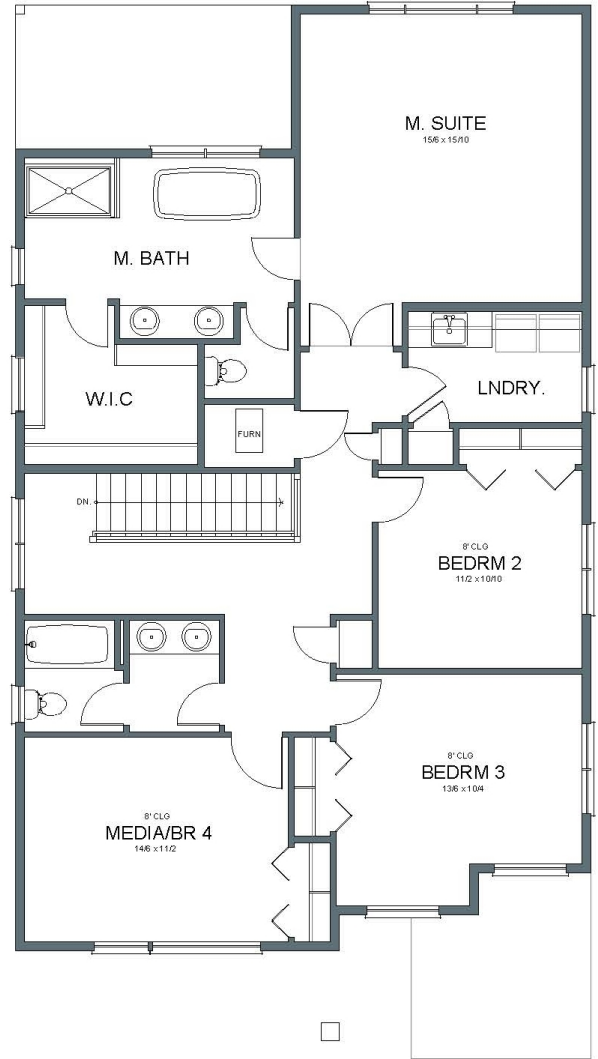 M. SUITE
15/6 x 15/10
M. BATH
W.I.C
LNDRY.
FURN
DN.
8' CLG
BEDRM 2
11/2 x 10/10
8' CLG
BEDRM 3
13/6 x 10/4
8' CLG
MEDIA/BR 4
14/6 x 11/2